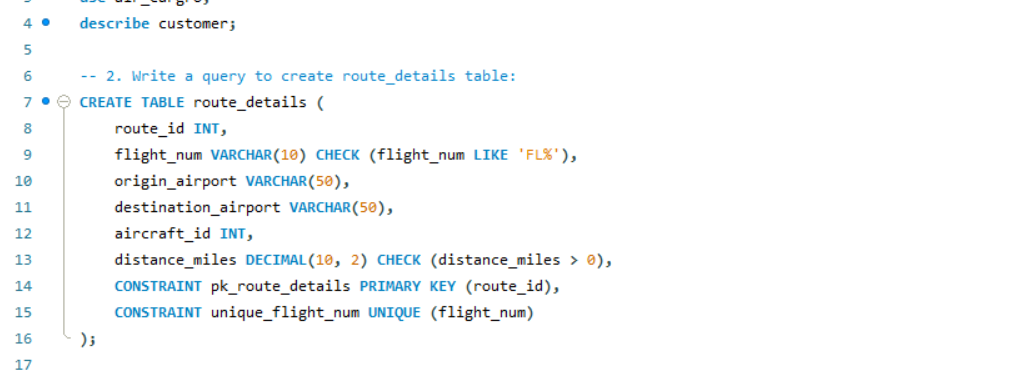 4 describe customer;
5
6 -- 2. Write a query to create route_details table:
7 CREATE TABLE route_details (
8 route_id INT,
9 flight_num VARCHAR(10) CHECK (flight_num LIKE 'FL%'),
10 origin_airport VARCHAR(50),
11 destination_airport VARCHAR(50),
12 aircraft_id INT,
13 distance_miles DECIMAL(10, 2) CHECK (distance_miles > 0),
14 CONSTRAINT pk_route_details PRIMARY KEY (route_id),
15 CONSTRAINT unique_flight_num UNIQUE (flight_num)
16 );
17